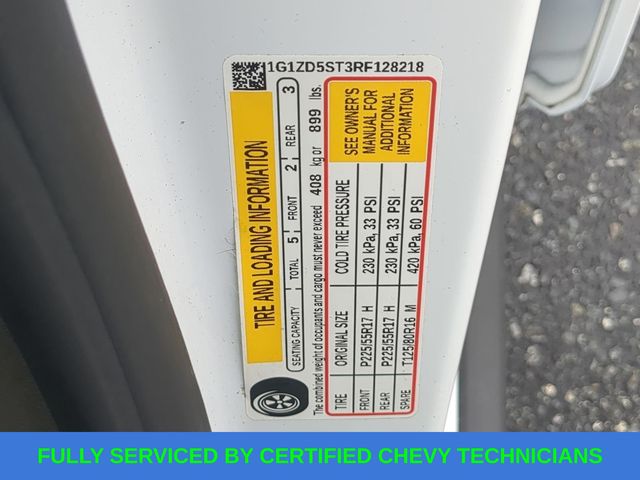 1G1ZD5ST3RF128218
TIRE AND LOADING INFORMATION
SEATING CAPACITY TOTAL 5 FRONT 2 REAR 3
The combined weight of occupants and cargo must never exceed 408 kg or 899 lbs.
TIRE ORIGINAL SIZE COLD TIRE PRESSURE
FRONT P225/55R17 H 230 kPa, 33 PSI
REAR P225/55R17 H 230 kPa, 33 PSI
SPARE T125/80R16 M 420 kPa, 60 PSI
SEE OWNER'S
MANUAL FOR
ADDITIONAL
INFORMATION
FULLY SERVICED BY CERTIFIED CHEVY TECHNICIANS